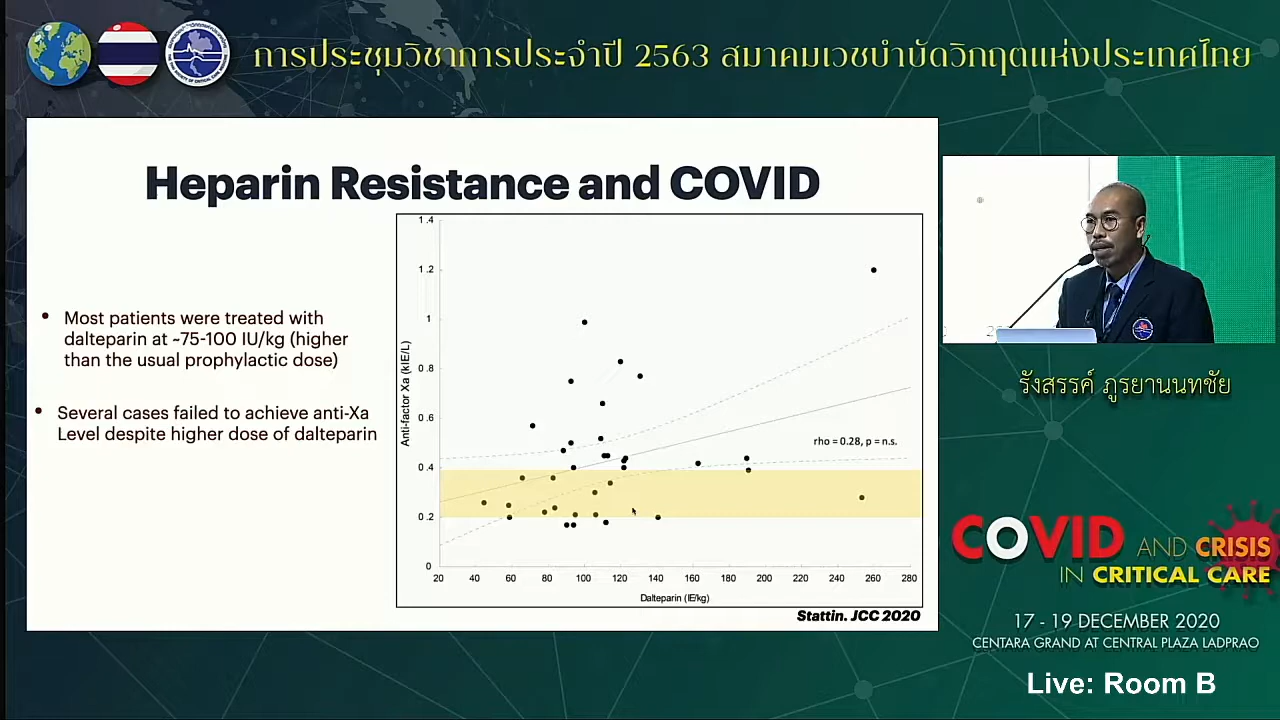 การประชุมวิชาการประจำปี 2563 สมาคมเวชบำบัดวิกฤตแห่งประเทศไทย
Heparin Resistance and COVID
• Most patients were treated with
dalteparin at ~75-100 IU/kg (higher
than the usual prophylactic dose)
• Several cases failed to achieve anti-Xa
Level despite higher dose of dalteparin
Anti-factor Xa (kIE/L)
1.4
1.2
1
0.8
0.6
0.4
0.2
0
rho = 0.28, p = n.s.
20 40 60 80 100 120 140 160 180 200 220 240 260 280
Dalteparin (IE/kg)
Stattin. JCC 2020
รังสรรค์ ภูรยานนทชัย
COVID AND CRISIS
IN CRITICAL CARE
17 - 19 DECEMBER 2020
CENTARA GRAND AT CENTRAL PLAZA LADPRAO
Live: Room B